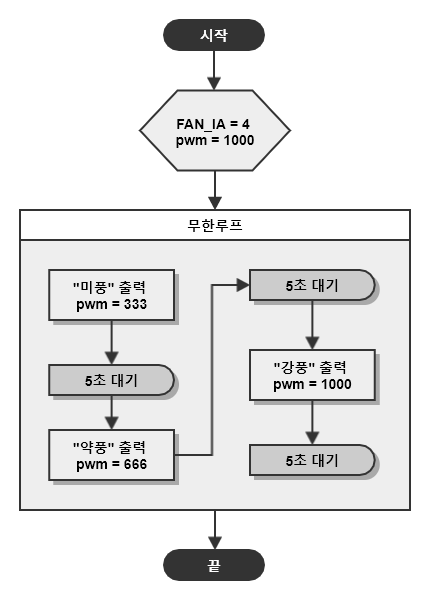 시작
FAN_IA = 4
pwm = 1000
무한루프
"미풍" 출력
pwm = 333
5초 대기
"약풍" 출력
pwm = 666
5초 대기
"강풍" 출력
pwm = 1000
5초 대기
끝